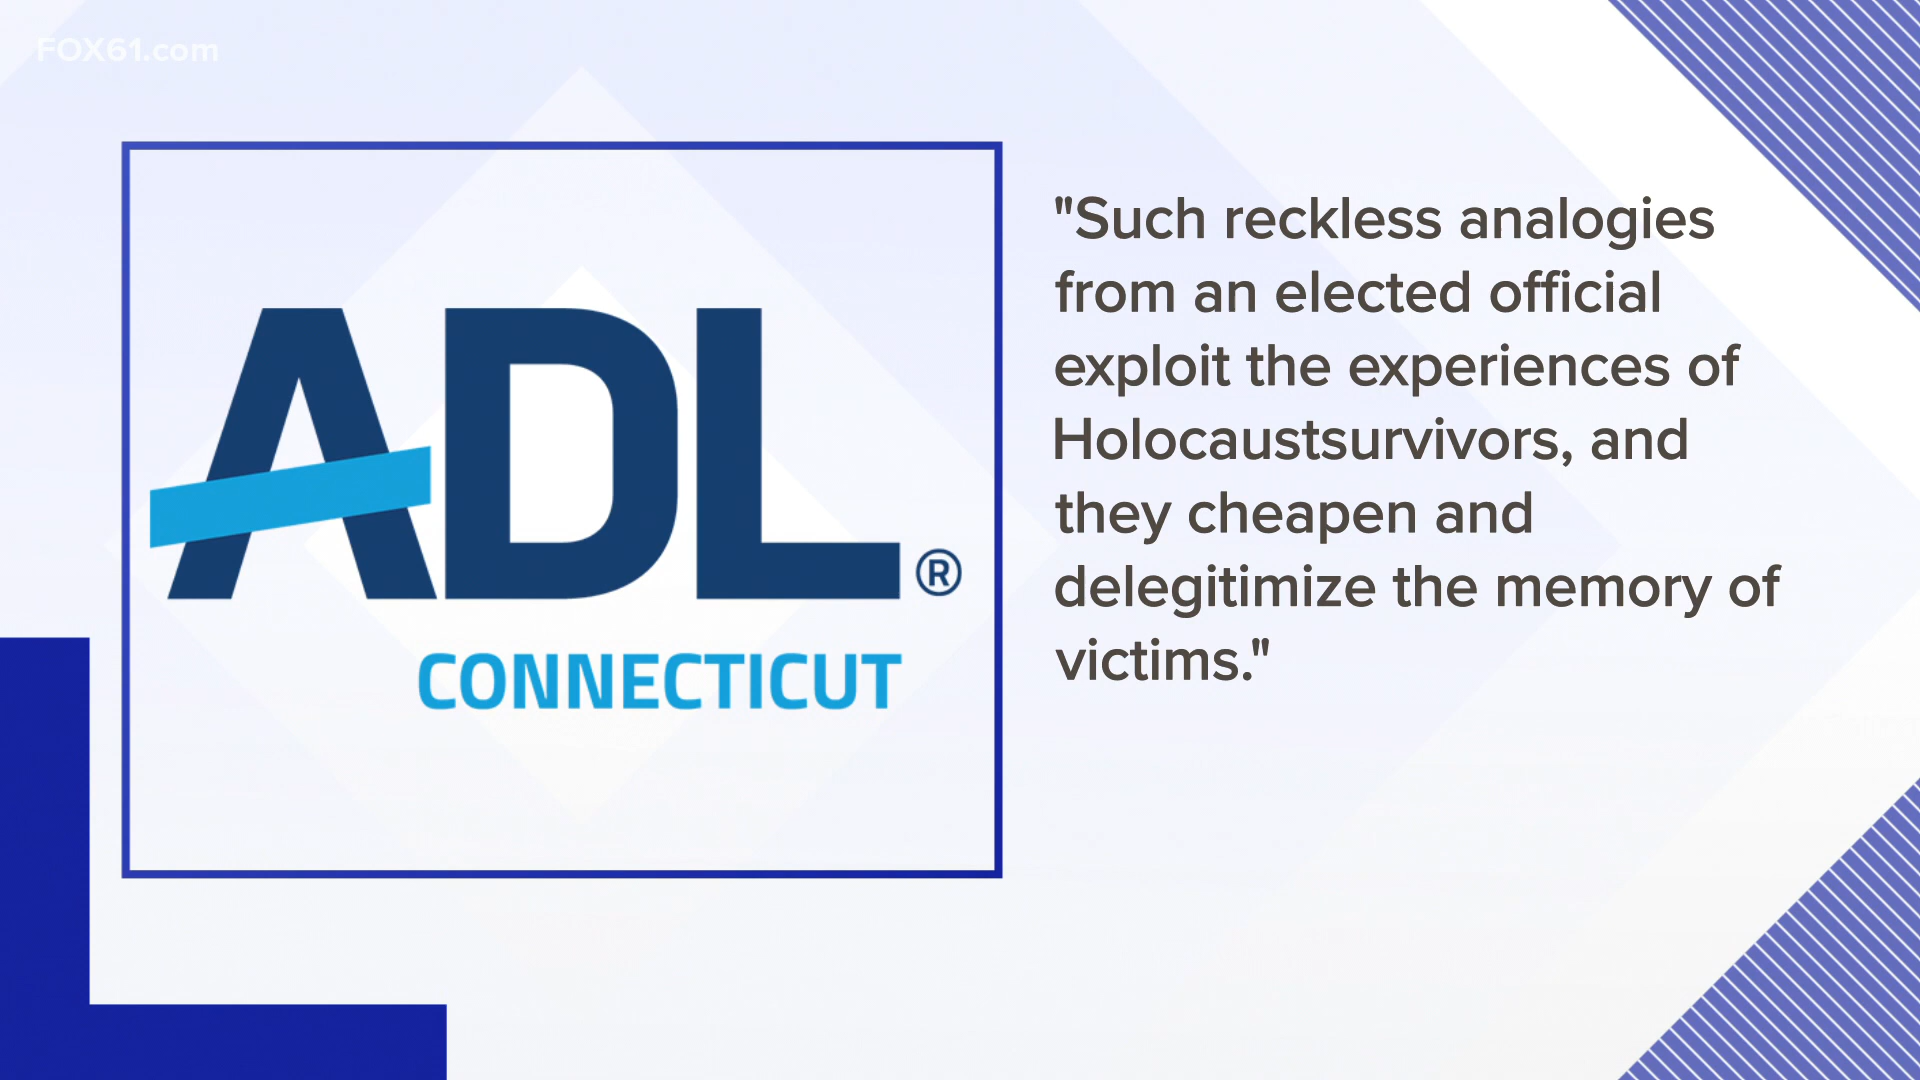 FOX61.com
ADL®
CONNECTICUT
"Such reckless analogies
from an elected official
exploit the experiences of
Holocaustsurvivors, and
they cheapen and
delegitimize the memory of
victims."